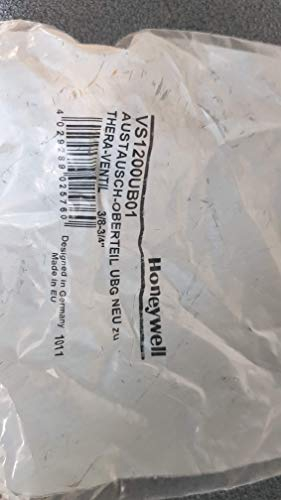 Honeywell
VS1200UB01
AUSTAUSCH-OBERTEIL UBG NEU zu
THERA-VENTIL
3/8-3/4"
4 029289 025760
Designed in Germany 1011
Made in EU